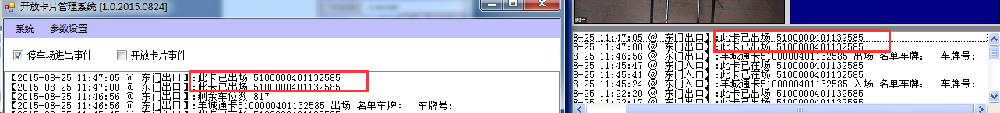 开放卡片管理系统 [1.0.2015.0824]
系统 参数设置
停车场进出事件 开放卡片事件
【2015-08-25 11:47:05 @ 东门出口】:此卡已出场 5100000401132585
【2015-08-25 11:47:00 @ 东门出口】:此卡已出场 5100000401132585
【2015-08-25 11:46:56 @ 东门出口】:剩余车位数 817
【2015-08-25 11:46:56 @ 东门出口】:羊城通卡5100000401132585 出场 名单车牌: 车牌号:
8-25 11:47:05 @ 东门出口】:此卡已出场 5100000401132585
8-25 11:47:00 @ 东门出口】:此卡已出场 5100000401132585
8-25 11:46:56 @ 东门出口】:羊城通卡5100000401132585 出场 名单车牌: 车牌号:
8-25 11:45:47 @ 东门入口】:此卡已在场 5100000401132585
8-25 11:45:41 @ 东门入口】:此卡已在场 5100000401132585
8-25 11:45:24 @ 东门入口】:羊城通卡5100000401132585 入场 名单车牌: 车牌号:
8-25 11:22:20 @ 东门出口】:此卡已出场 5100000401132585
8-25 11:22:17 @ 东门出口】:此卡已出场 5100000401132585